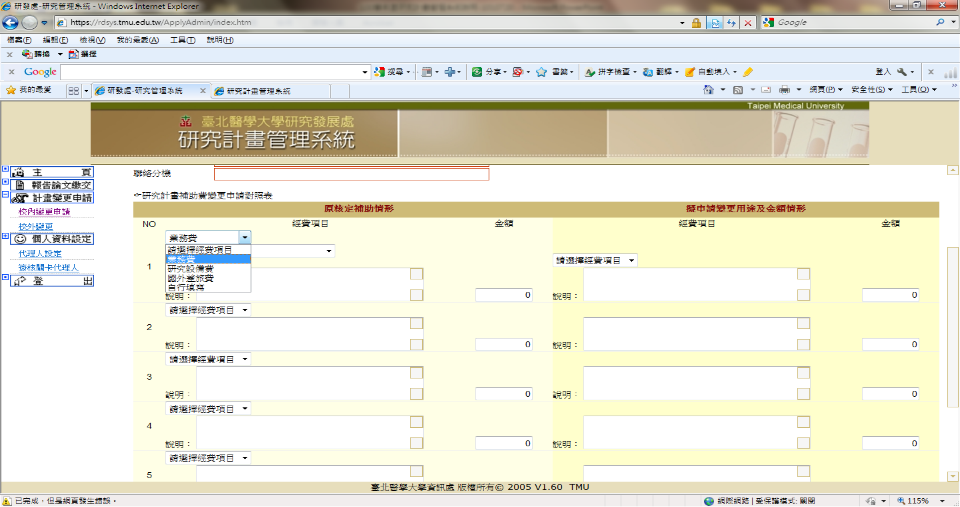 研發處-研究管理系統 - Windows Internet Explorer
https://rdsys.tmu.edu.tw/ApplyAdmin/index.htm
Google
檔案(F) 編輯(E) 檢視(V) 我的最愛(A) 工具(T) 說明(H)
× 轉換 選擇
× Google 搜尋 分享 書籤 拼字檢查 翻譯 自動填入 登入
我的最愛 研發處-研究管理系統 研究計畫管理系統 網頁(P) 安全性(S) 工具(O)
Taipei Medical University
臺北醫學大學研究發展處
研究計畫管理系統
主 頁
報告論文繳交
計畫變更申請
校內變更申請
校外變更
個人資料設定
代理人設定
簽核關卡代理人
登 出
聯絡分機
研究計畫補助費變更申請對照表
原核定補助情形 擬申請變更用途及金額情形
NO 經費項目 金額 經費項目 金額
業務費
請選擇經費項目
業務費
研究設備費
國外差旅費
自行填寫
1 請選擇經費項目
說明： 0 說明： 0
請選擇經費項目
2
說明： 0 說明： 0
請選擇經費項目
3
說明： 0 說明： 0
請選擇經費項目
4
說明： 0 說明： 0
請選擇經費項目
5
臺北醫學大學資訊處 版權所有© 2005 V1.60 TMU
已完成，但是網頁發生錯誤。 網際網路 | 受保護模式: 關閉 115%